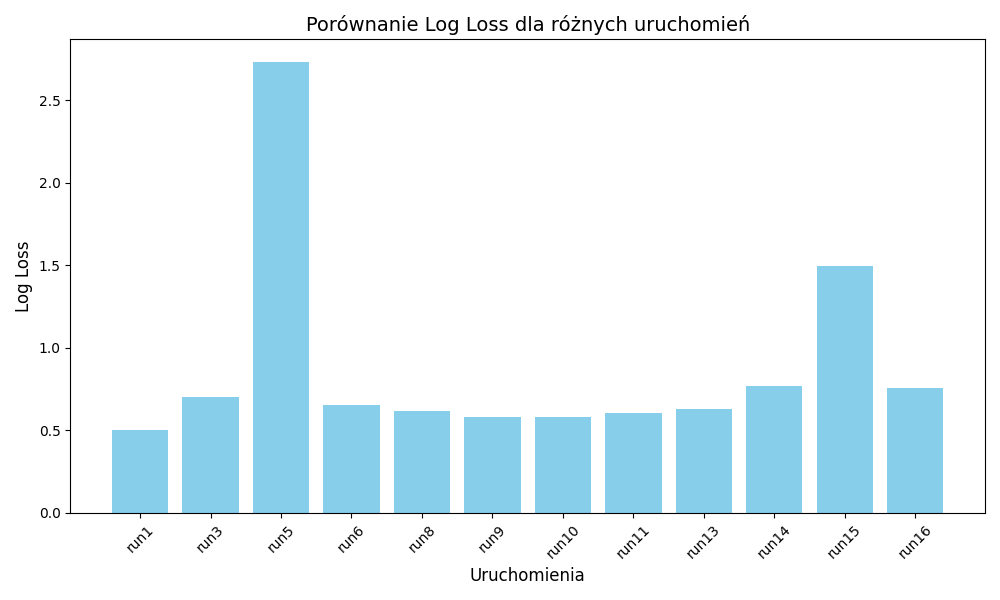 Porównanie Log Loss dla różnych uruchomień
Log Loss
2.5
2.0
1.5
1.0
0.5
0.0
run1
run3
run5
run6
run8
run9
run10
run11
run13
run14
run15
run16
Uruchomienia